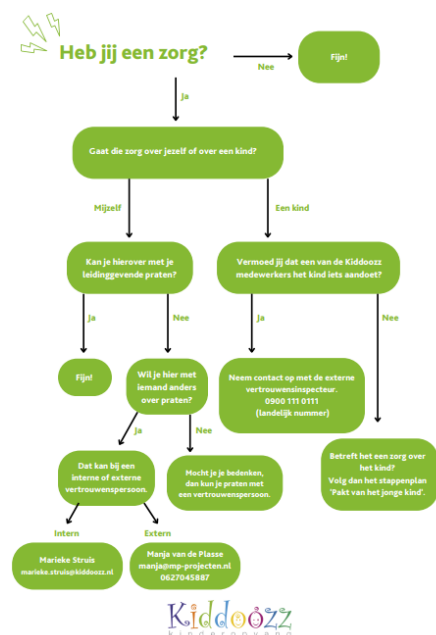 Heb jij een zorg?
Nee
Fijn!
Ja
Gaat die zorg over jezelf of over een kind?
Mijzelf
Een kind
Kan je hierover met je
leidinggevende praten?
Vermoed jij dat een van de Kiddoozz
medewerkers het kind iets aandoet?
Ja
Nee
Ja
Nee
Fijn!
Wil je hier met
iemand anders
over praten?
Neem contact op met de externe
vertrouwensinspecteur.
0900 111 0111
(landelijk nummer)
Ja
Nee
Dat kan bij een
interne of externe
vertrouwenspersoon.
Mocht je je bedenken,
dan kun je praten met
een vertrouwenspersoon.
Betreft het een zorg over
het kind?
Volg dan het stappenplan
'Pakt van het jonge kind'.
Intern
Extern
Marieke Struis
marieke.struis@kiddoozz.nl
Manja van de Plasse
manja@mp-projecten.nl
0627045887
Kiddoozz
kinderopvang